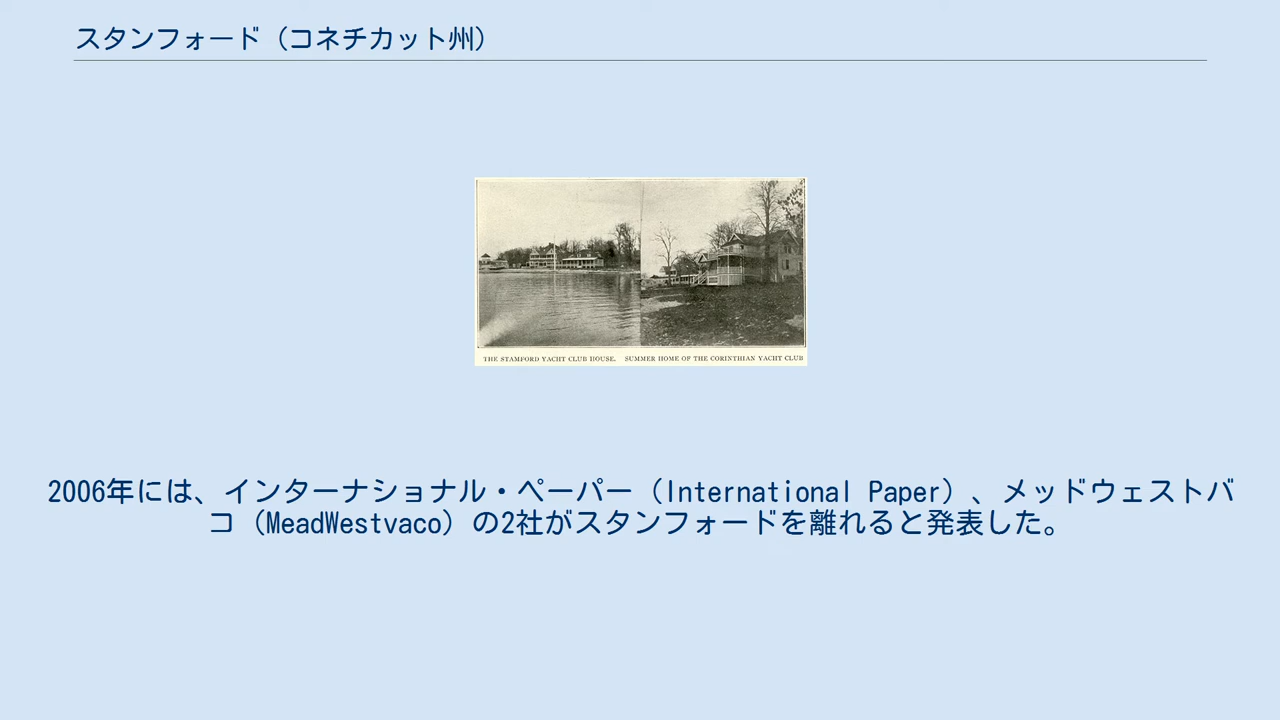 スタンフォード（コネチカット州）
THE STAMFORD YACHT CLUB HOUSE. SUMMER HOME OF THE CORINTHIAN YACHT CLUB
2006年には、インターナショナル・ペーパー（International Paper）、メッドウェストバ
コ（MeadWestvaco）の2社がスタンフォードを離れると発表した。